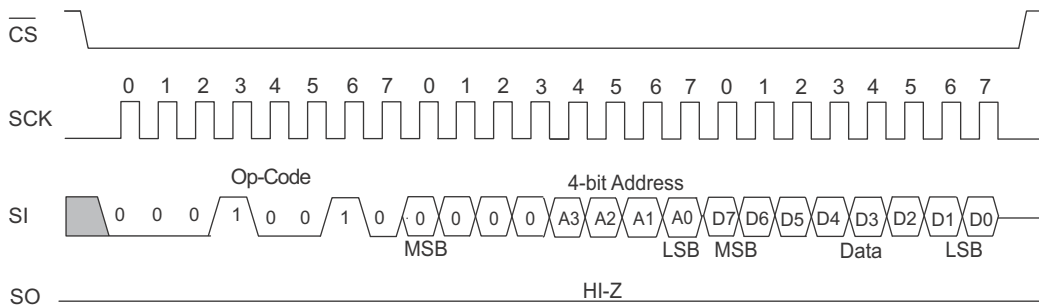 CS
0 1 2 3 4 5 6 7 0 1 2 3 4 5 6 7 0 1 2 3 4 5 6 7
SCK
Op-Code 4-bit Address
SI 0 0 0 1 0 0 1 0 0 0 0 0 A3 A2 A1 A0 D7 D6 D5 D4 D3 D2 D1 D0
MSB LSB MSB Data LSB
HI-Z
SO